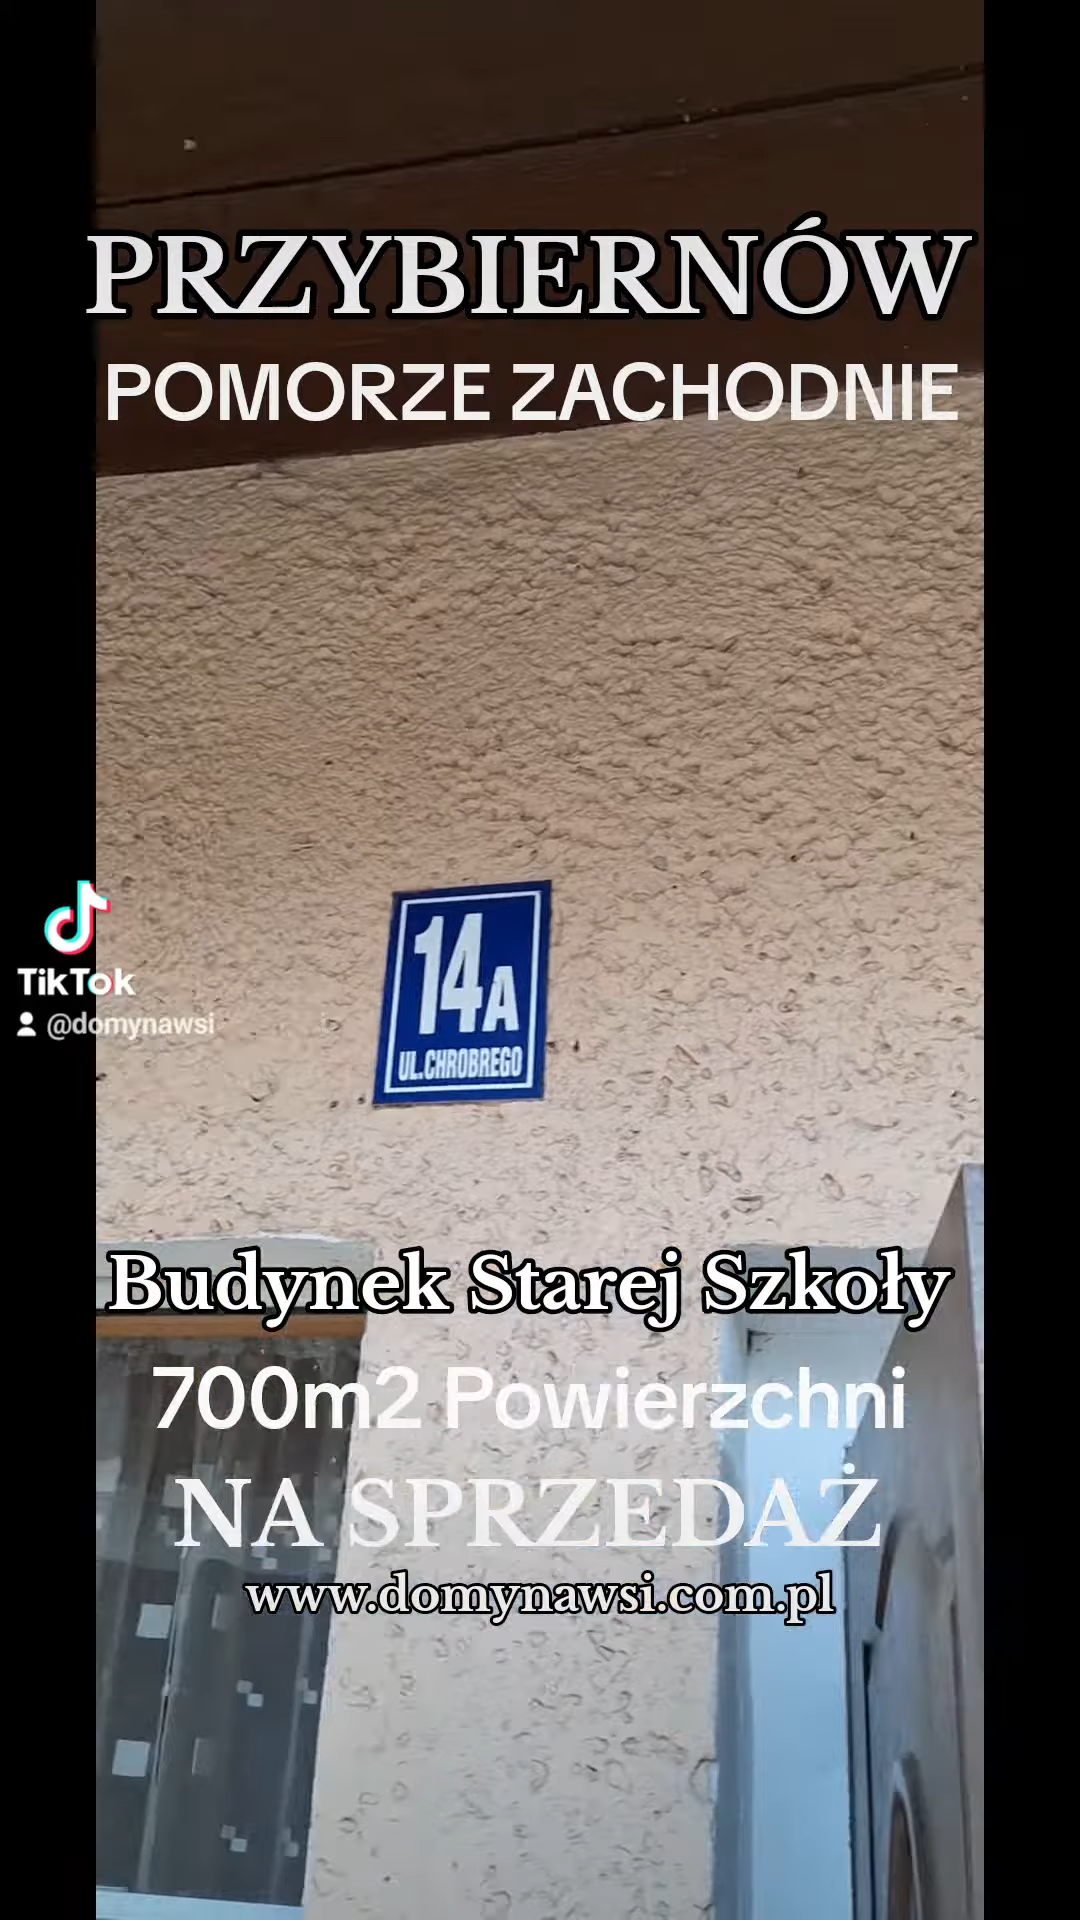 PRZYBIERNÓW
POMORZE ZACHODNIE
TikTok
@domynawsi
14A
UL.CHROBREGO
Budynek Starej Szkoły
700m2 Powierzchni
NA SPRZEDAŻ
www.domynawsi.com.pl